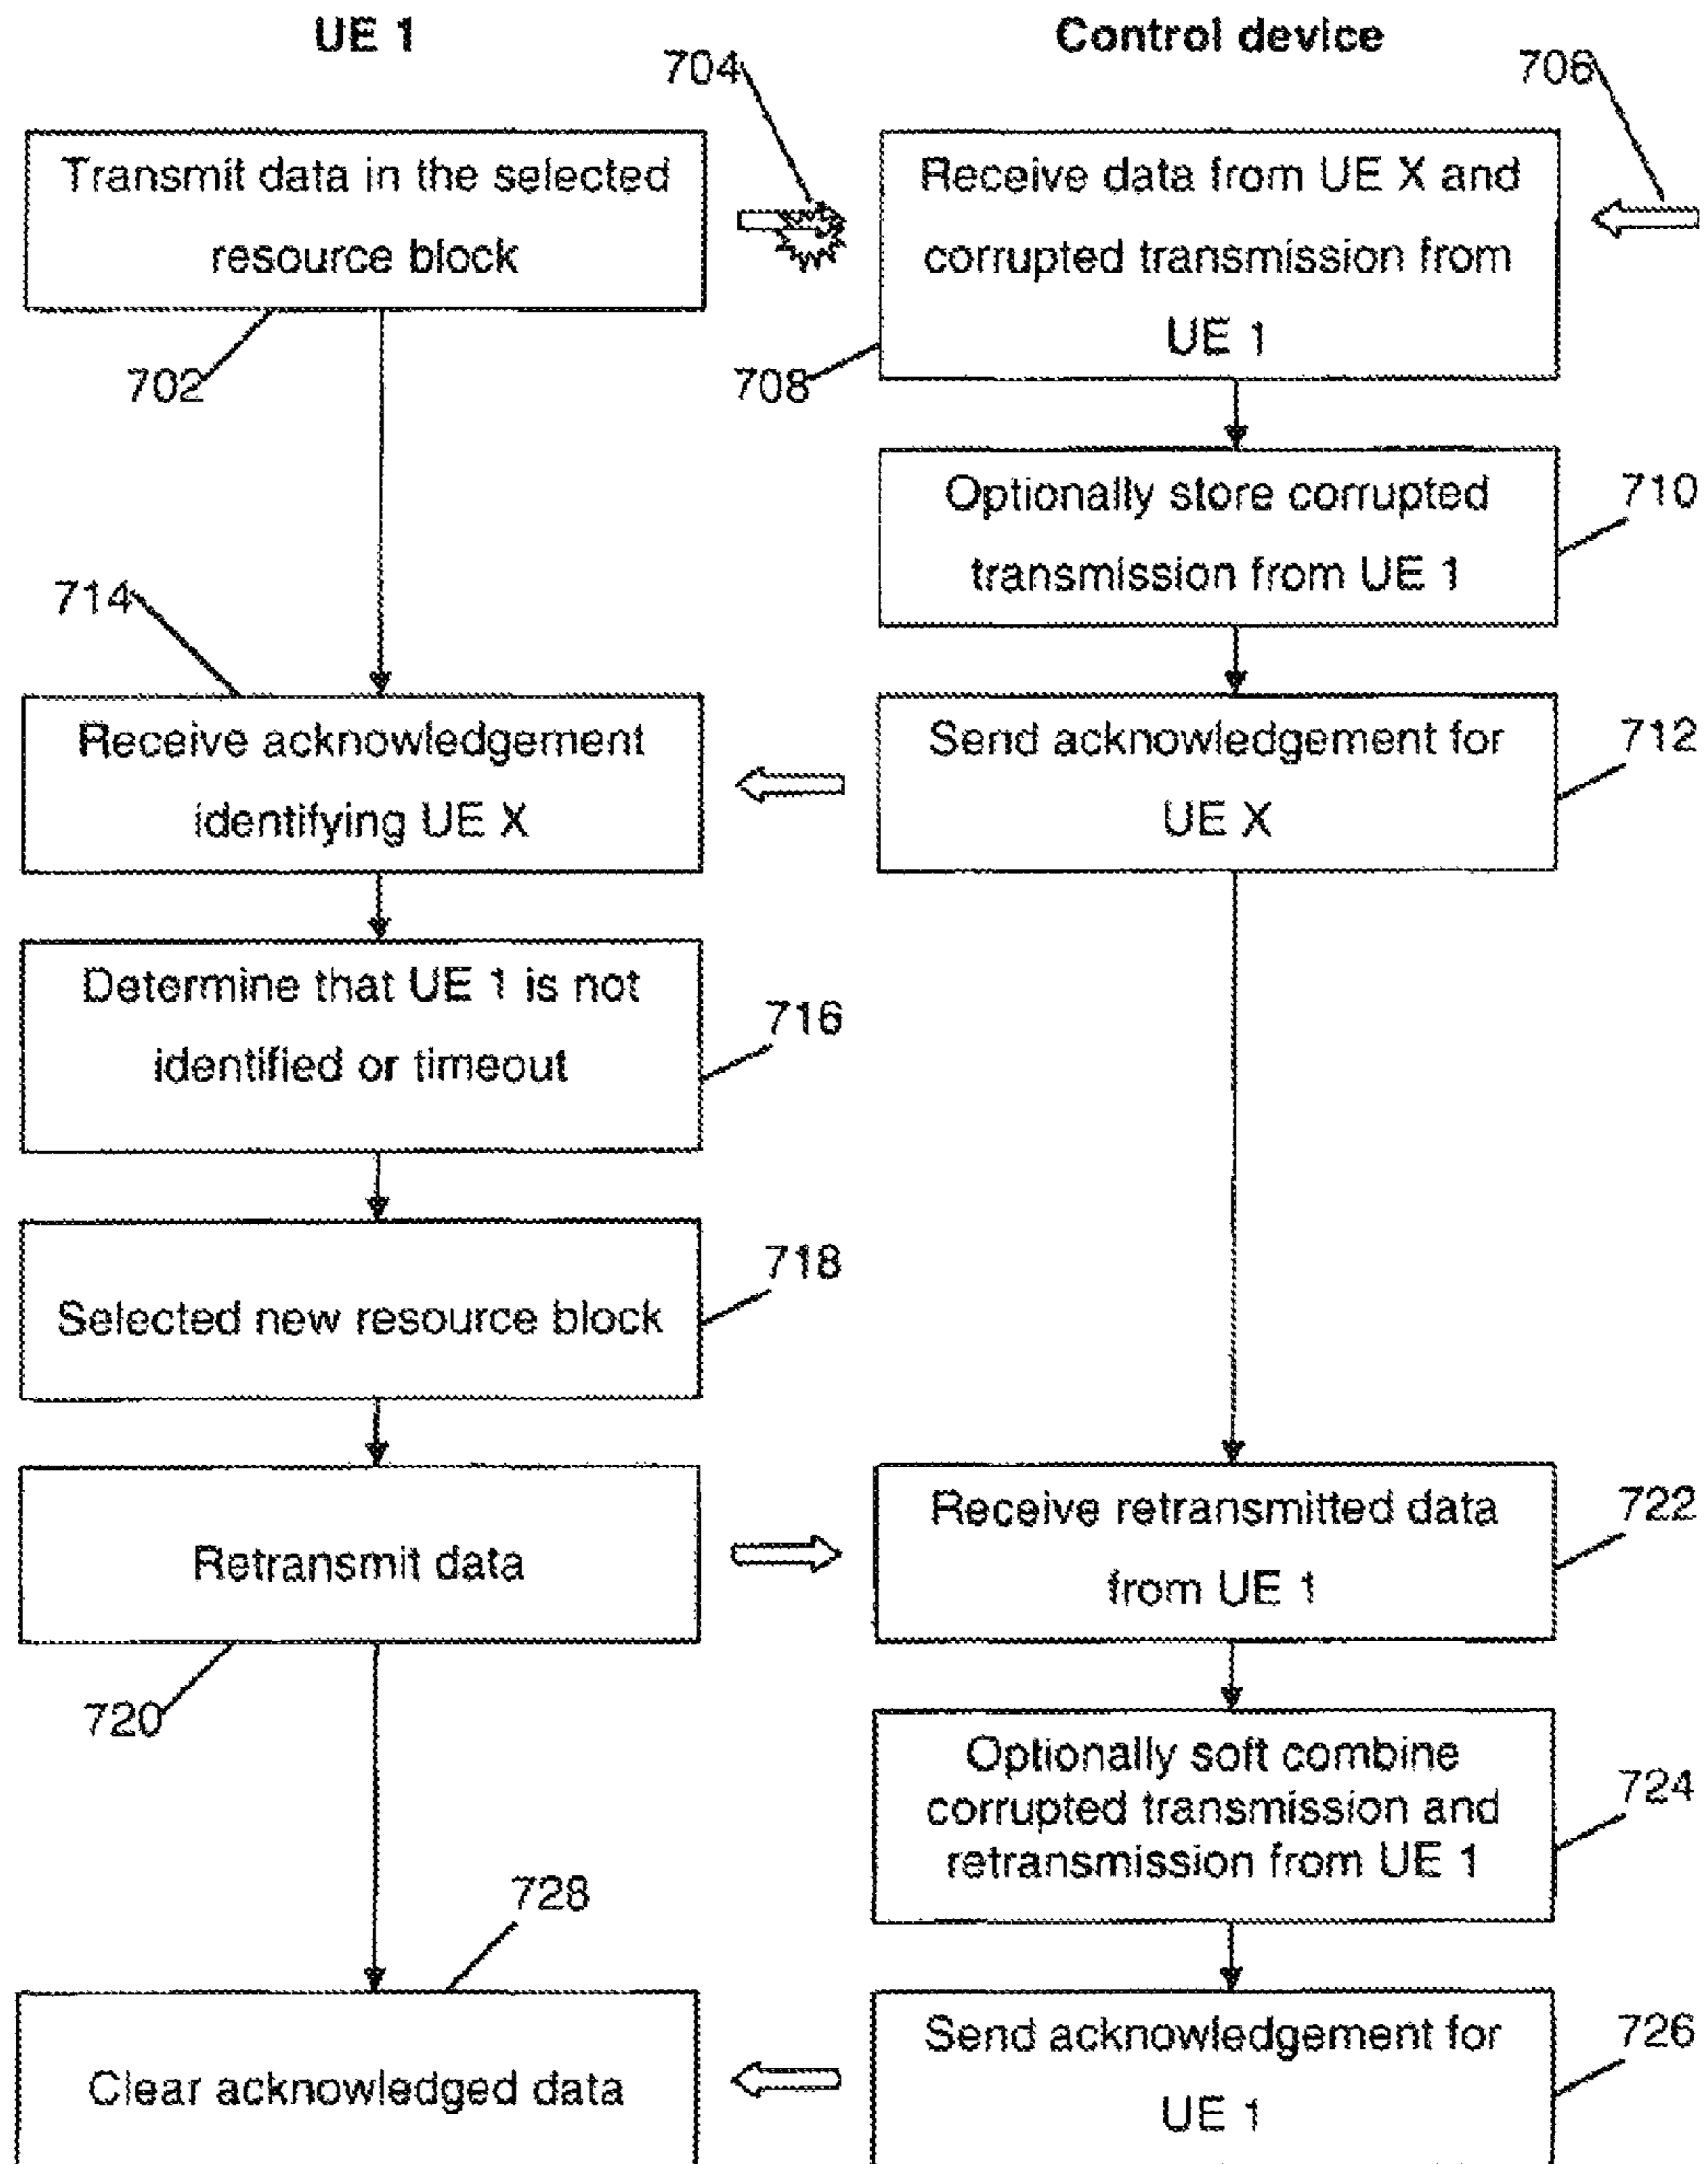 UE 1
Control device
704
706
Transmit data in the selected
resource block
702
Receive data from UE X and
corrupted transmission from
UE 1
708
Optionally store corrupted
transmission from UE 1
710
714
Receive acknowledgement
identifying UE X
Send acknowledgement for
UE X
712
Determine that UE 1 is not
identified or timeout
716
Selected new resource block
718
Retransmit data
720
Receive retransmitted data
from UE 1
722
Optionally soft combine
corrupted transmission and
retransmission from UE 1
724
728
Clear acknowledged data
Send acknowledgement for
UE 1
726